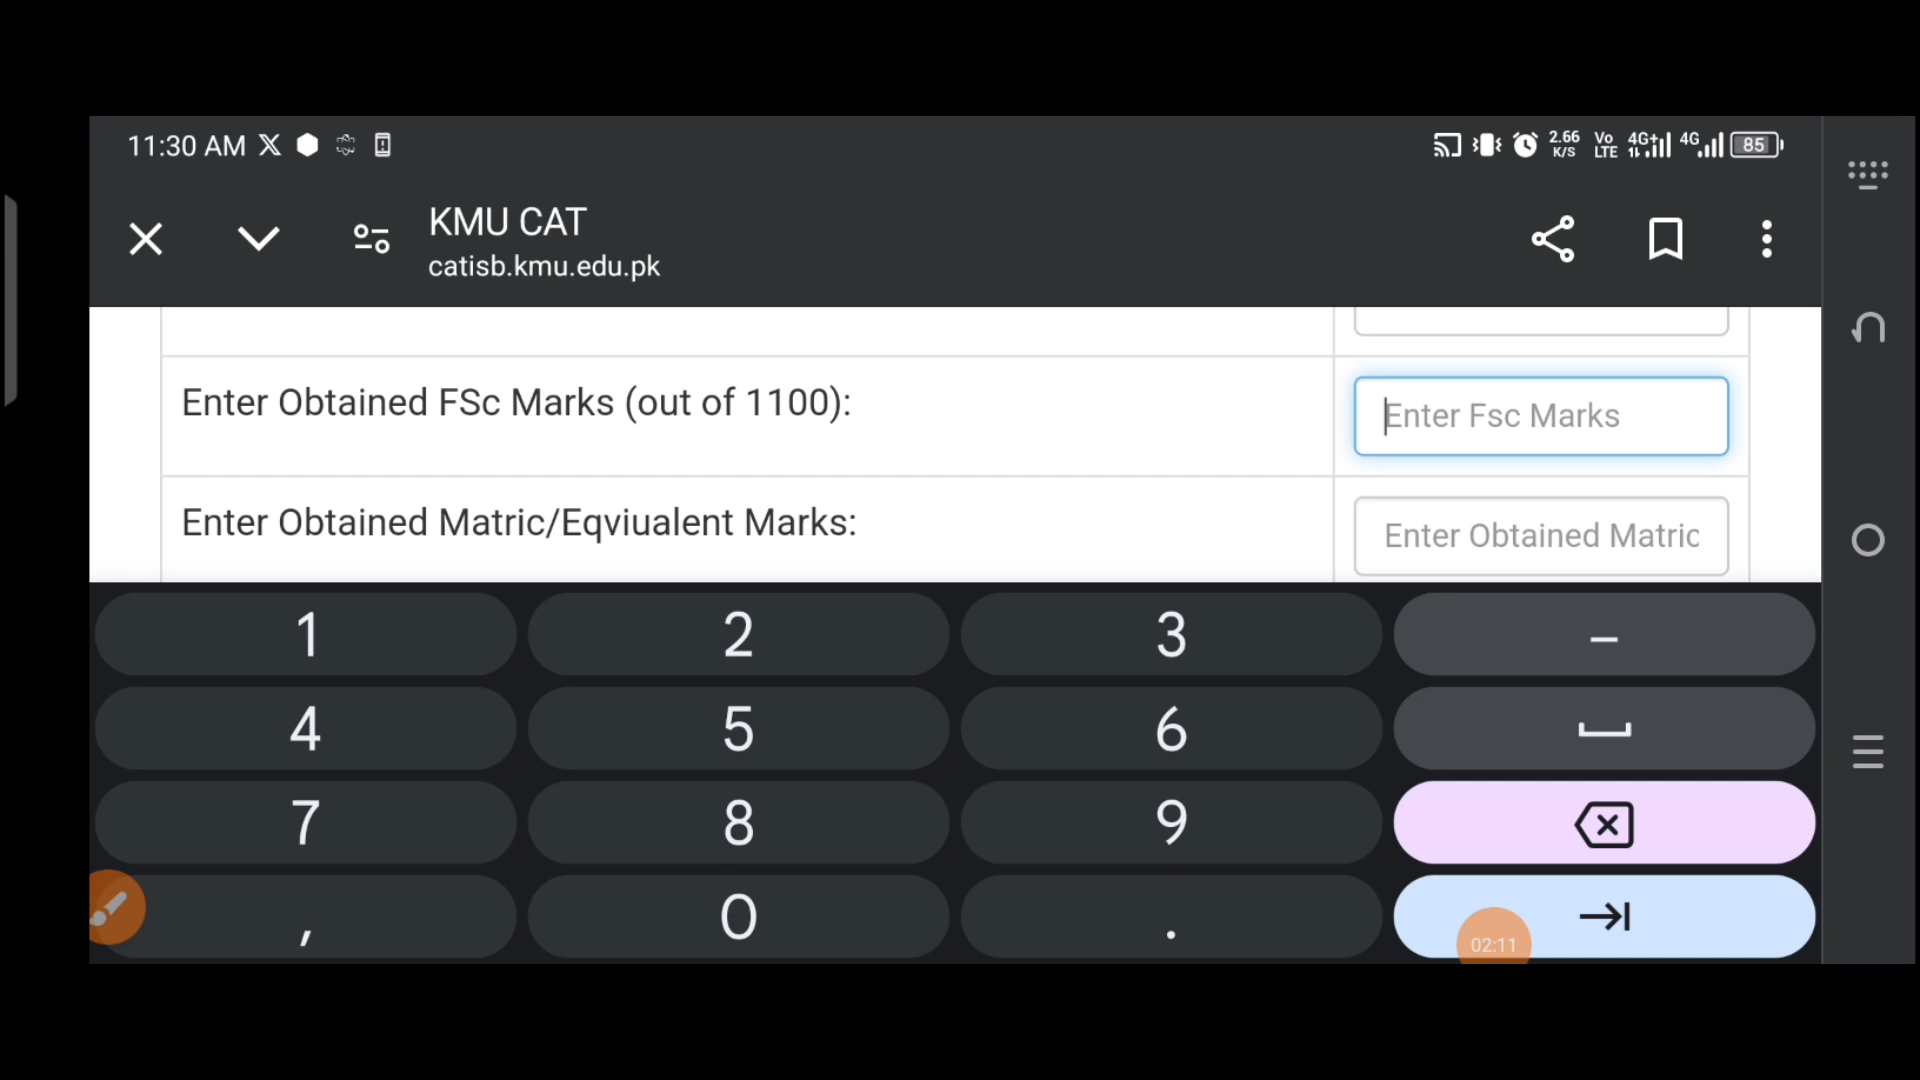 11:30 AM
2.66
K/S
Vo
LTE
4G+
4G
85
KMU CAT
catisb.kmu.edu.pk
Enter Obtained FSc Marks (out of 1100):
Enter Fsc Marks
Enter Obtained Matric/Eqviualent Marks:
Enter Obtained Matric
1 2 3 –
4 5 6
7 8 9
, 0 .
02:11